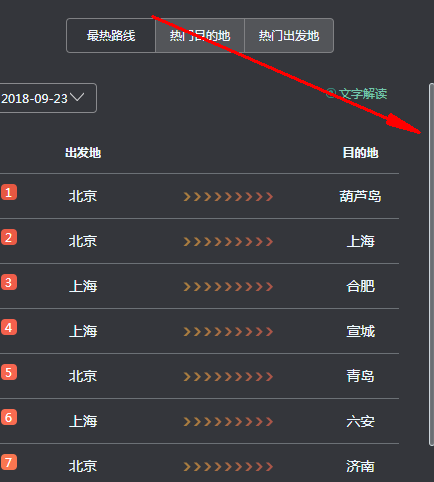 最热路线 热门目的地 热门出发地
2018-09-23 文字解读
出发地 目的地
1 北京 葫芦岛
2 北京 上海
3 上海 合肥
4 上海 宣城
5 北京 青岛
6 上海 六安
7 北京 济南